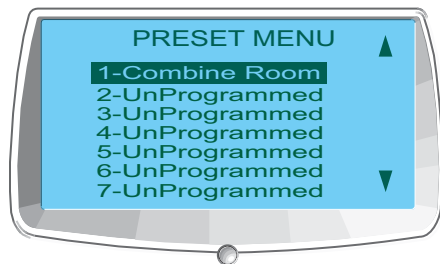 PRESET MENU
1-Combine Room
2-UnProgrammed
3-UnProgrammed
4-UnProgrammed
5-UnProgrammed
6-UnProgrammed
7-UnProgrammed